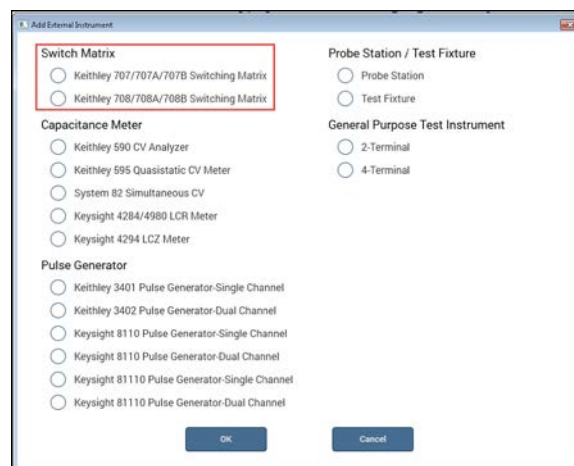 Add External Instrument
Switch Matrix
Keithley 707/707A/707B Switching Matrix
Keithley 708/708A/708B Switching Matrix
Capacitance Meter
Keithley 590 CV Analyzer
Keithley 595 Quasistatic CV Meter
System 82 Simultaneous CV
Keysight 4284/4980 LCR Meter
Keysight 4294 LCZ Meter
Pulse Generator
Keithley 3401 Pulse Generator-Single Channel
Keithley 3402 Pulse Generator-Dual Channel
Keysight 8110 Pulse Generator-Single Channel
Keysight 8110 Pulse Generator-Dual Channel
Keysight 81110 Pulse Generator-Single Channel
Keysight 81110 Pulse Generator-Dual Channel
Probe Station / Test Fixture
Probe Station
Test Fixture
General Purpose Test Instrument
2-Terminal
4-Terminal
OK
Cancel